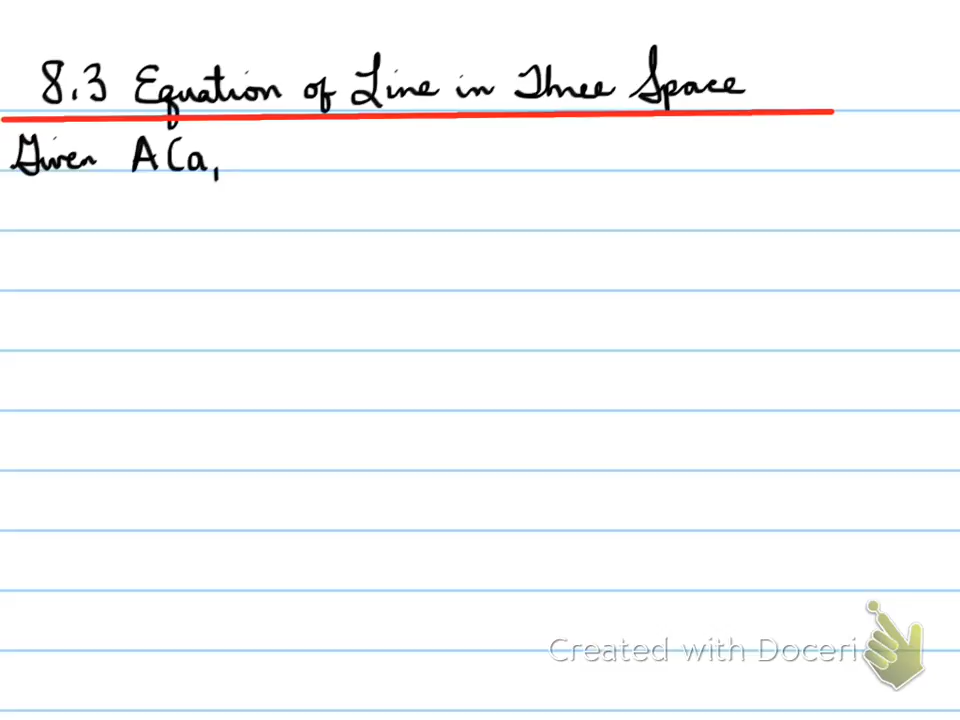 8.3 Equation of Line in Three Space
Given A(a,
Created with Doceri